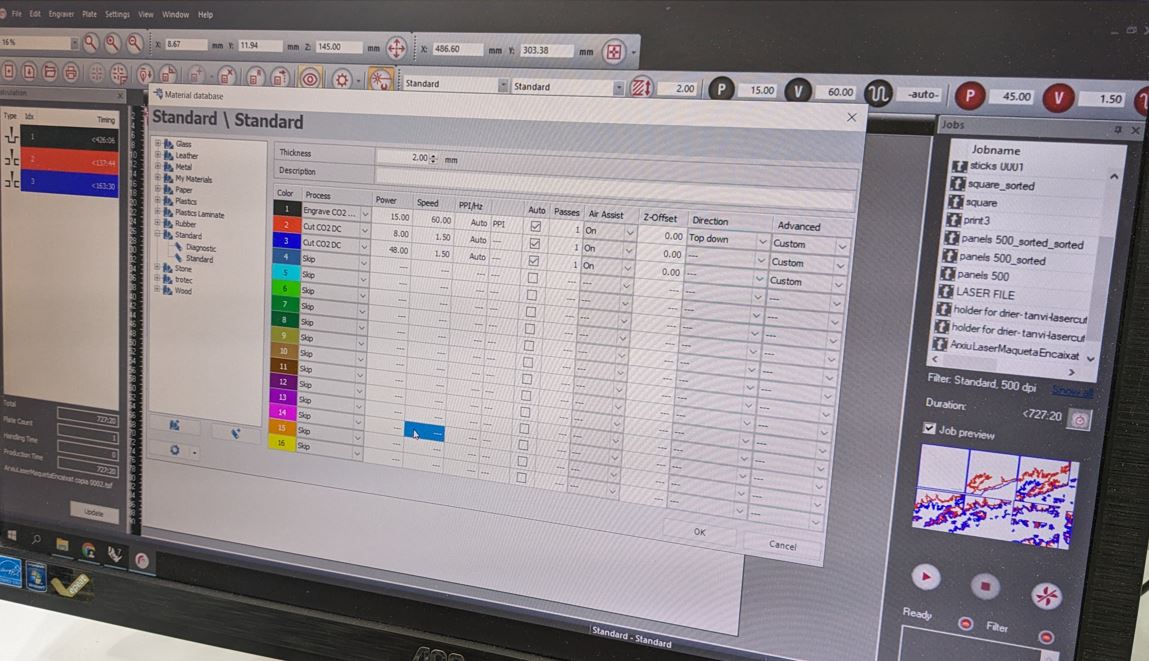 File Edit Engraver Plate Settings View Window Help
16% X: 8.67 mm Y: 11.94 mm Z: 145.00 mm X: 486.60 mm Y: 303.38 mm
Standard Standard 2.00 P 15.00 V 60.00 -auto- P 45.00 V 1.50
Type Idx Timing
1 <426:06
2 <137:44
3 <163:30
Total 727:20
Plate Count 1
Handling Time 0
Production Time 727:20
ArxiuLaserMaquetaEncaixat copia 0002.tsf
Update
Material database
Standard \ Standard
Glass
Leather
Metal
My Materials
Paper
Plastics
Plastics Laminate
Rubber
Standard
Diagnostic
Standard
Stone
trotec
Wood
Thickness 2.00 mm
Description
Color Process Power Speed PPI/Hz Auto Passes Air Assist Z-Offset Direction Advanced
1 Engrave CO2 ... 15.00 60.00 Auto PPI 1 On 0.00 Top down Custom
2 Cut CO2 DC 8.00 1.50 Auto --- 1 On 0.00 --- Custom
3 Cut CO2 DC 48.00 1.50 Auto --- 1 On 0.00 --- Custom
4 Skip
5 Skip
6 Skip
7 Skip
8 Skip
9 Skip
10 Skip
11 Skip
12 Skip
13 Skip
14 Skip
15 Skip
16 Skip
OK Cancel
Jobs
Jobname
sticks 0001
square_sorted
square
print3
panels 500_sorted_sorted
panels 500_sorted
panels 500
LASER FILE
holder for drier- tanvi-lasercut
holder for drier- tanvi-lasercut
ArxiuLaserMaquetaEncaixat
Filter: Standard, 500 dpi Show all
Duration: <727:20
Job preview
Ready Filter
Standard - Standard